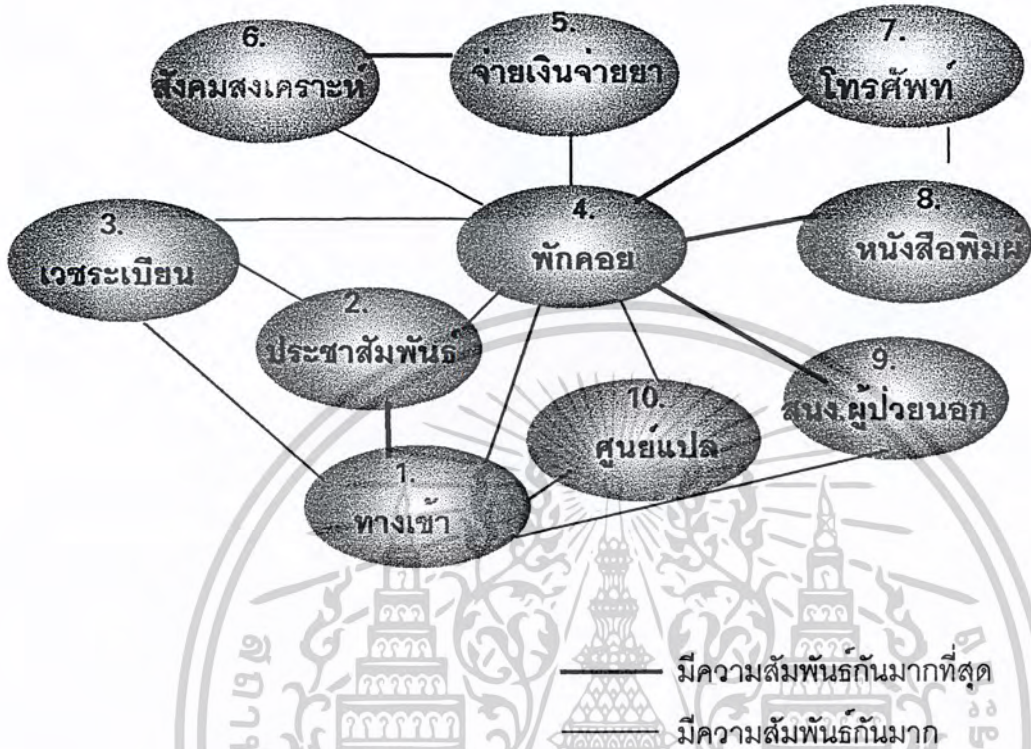 6.
สังคมสงเคราะห์
5.
จ่ายเงินจ่ายยา
7.
โทรศัพท์
3.
เวชระเบียน
4.
พักคอย
8.
หนังสือพิมพ์
2.
ประชาสัมพันธ์
9.
สนง.ผู้ป่วยนอก
10.
ศูนย์แปล
1.
ทางเข้า
มีความสัมพันธ์กันมากที่สุด
มีความสัมพันธ์กันมาก